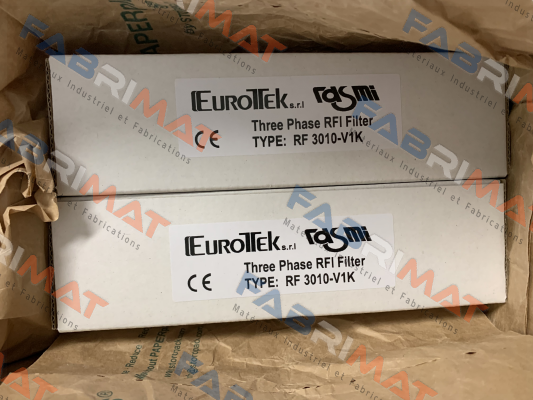 EUROTEK s.r.l rasmi
Three Phase RFI Filter
CE TYPE: RF 3010-V1K
EUROTEK s.r.l rasmi
Three Phase RFI Filter
CE TYPE: RF 3010-V1K
FABRIMAT
Matériaux Industriel et Fabrications